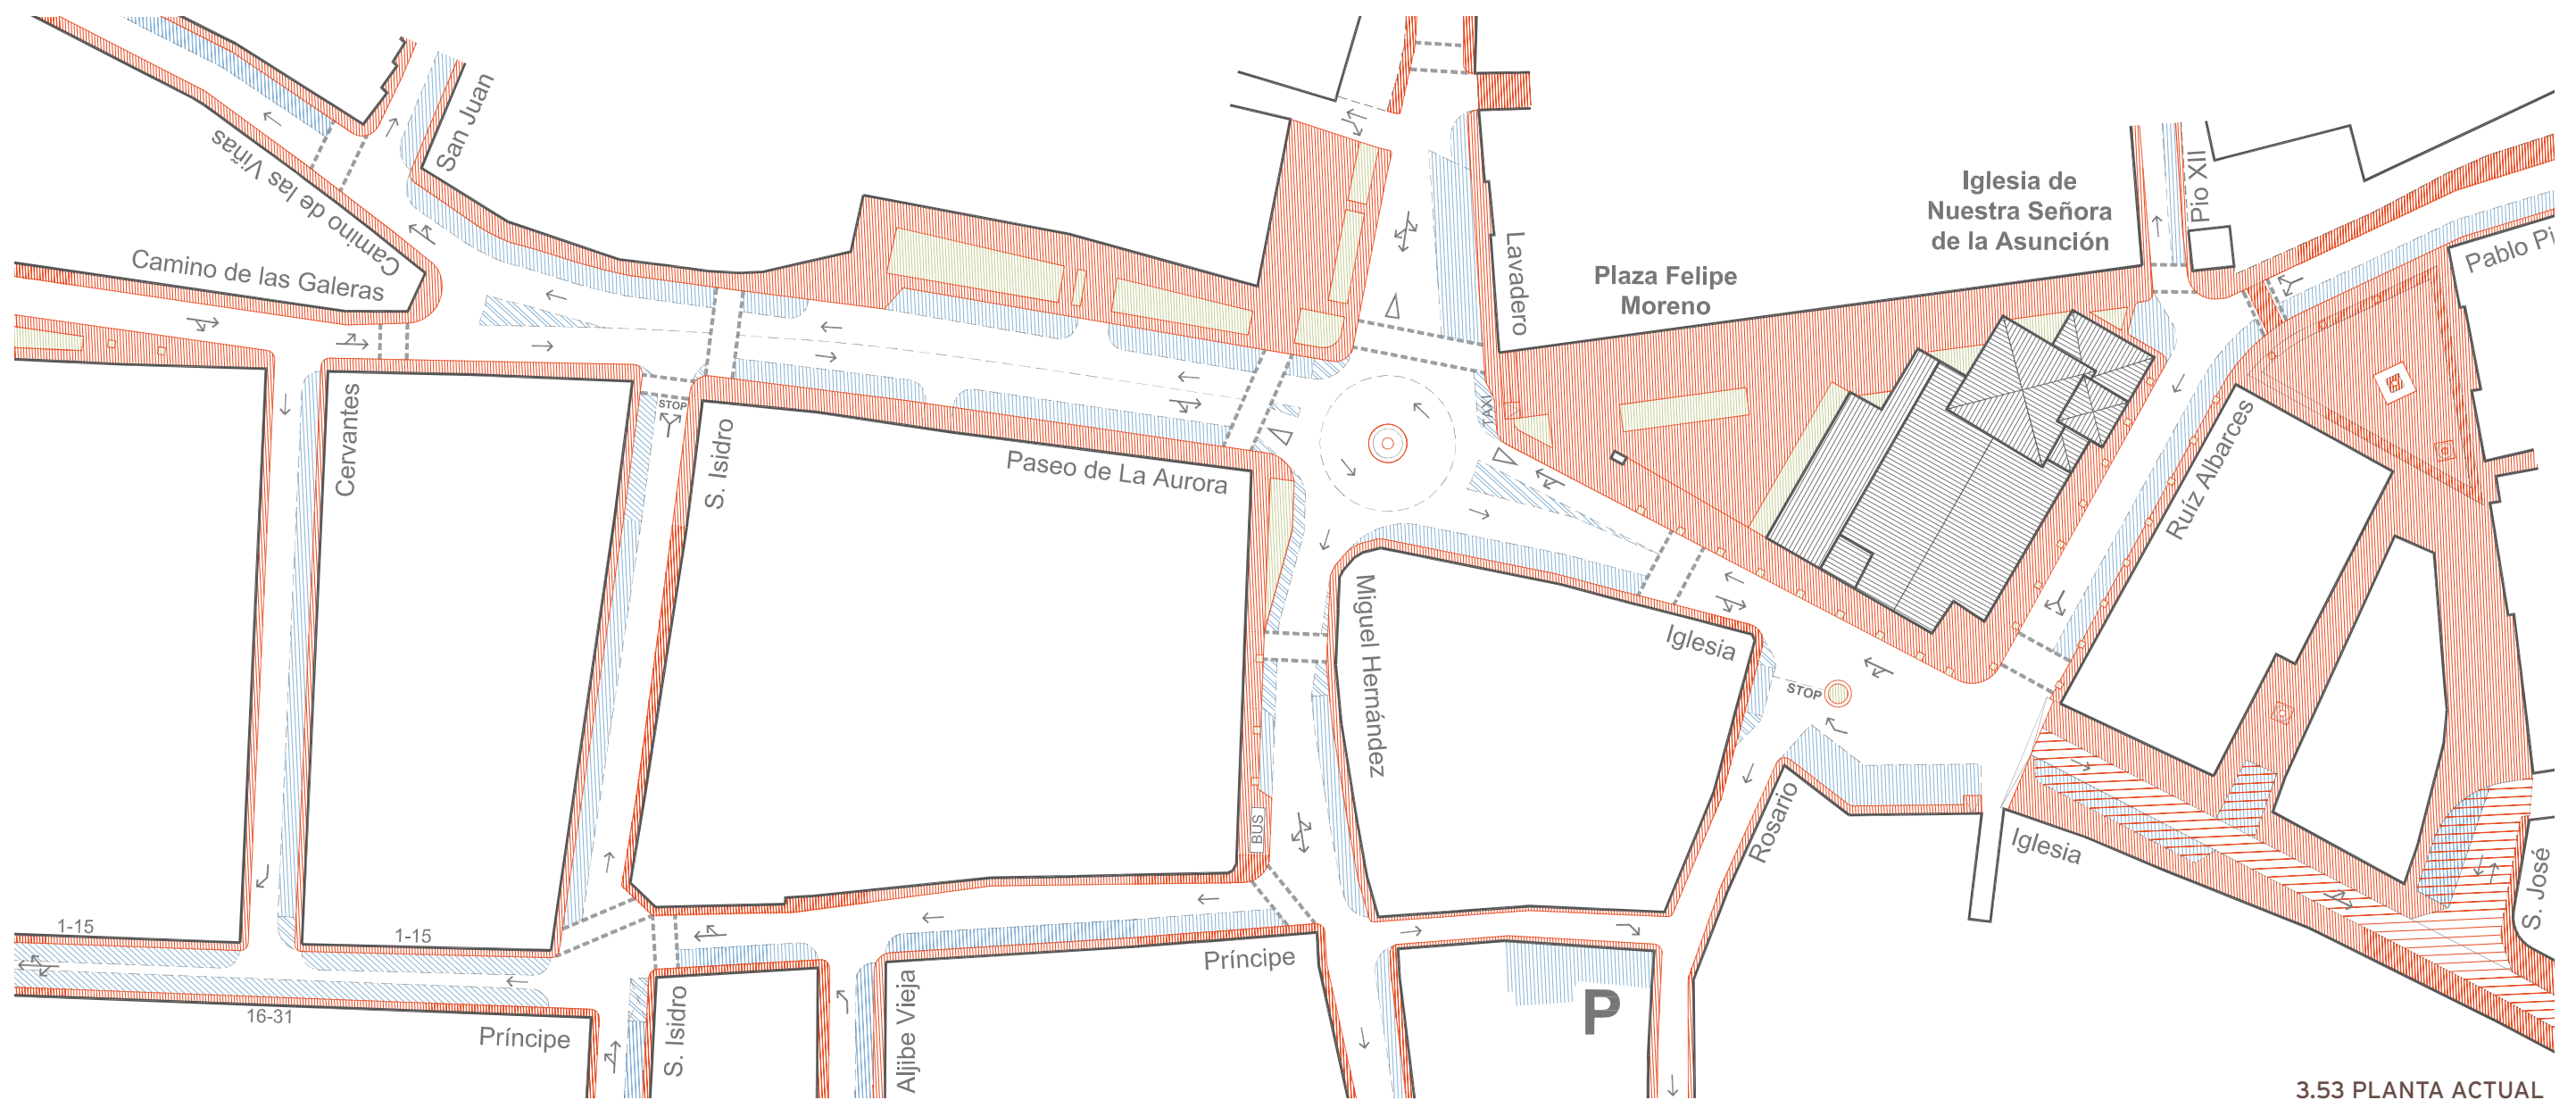 San Juan
Camino de las Viñas
Camino de las Galeras
Cervantes
STOP
S. Isidro
Paseo de La Aurora
Lavadero
TAXI
Plaza Felipe
Moreno
Iglesia de
Nuestra Señora
de la Asunción
Pio XII
Pablo Pi
Ruíz Albarces
Miguel Hernández
Iglesia
STOP
Rosario
BUS
Iglesia
S. José
1-15
1-15
16-31
Príncipe
S. Isidro
Aljibe Vieja
Príncipe
P
3.53 PLANTA ACTUAL